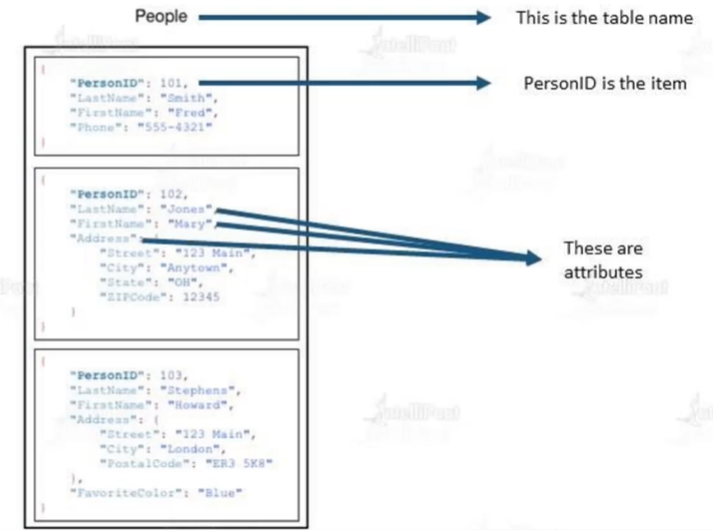 People
This is the table name
{
"PersonID": 101,
PersonID is the item
"LastName": "Smith",
"FirstName": "Fred",
"Phone": "555-4321"
}
{
"PersonID": 102,
"LastName": "Jones",
"FirstName": "Mary",
"Address": {
These are
attributes
"Street": "123 Main",
"City": "Anytown",
"State": "OH",
"ZIPCode": 12345
}
}
{
"PersonID": 103,
"LastName": "Stephens",
"FirstName": "Howard",
"Address": {
"Street": "123 Main",
"City": "London",
"PostalCode": "ER3 5K8"
},
"FavoriteColor": "Blue"
}
IntelliPaat